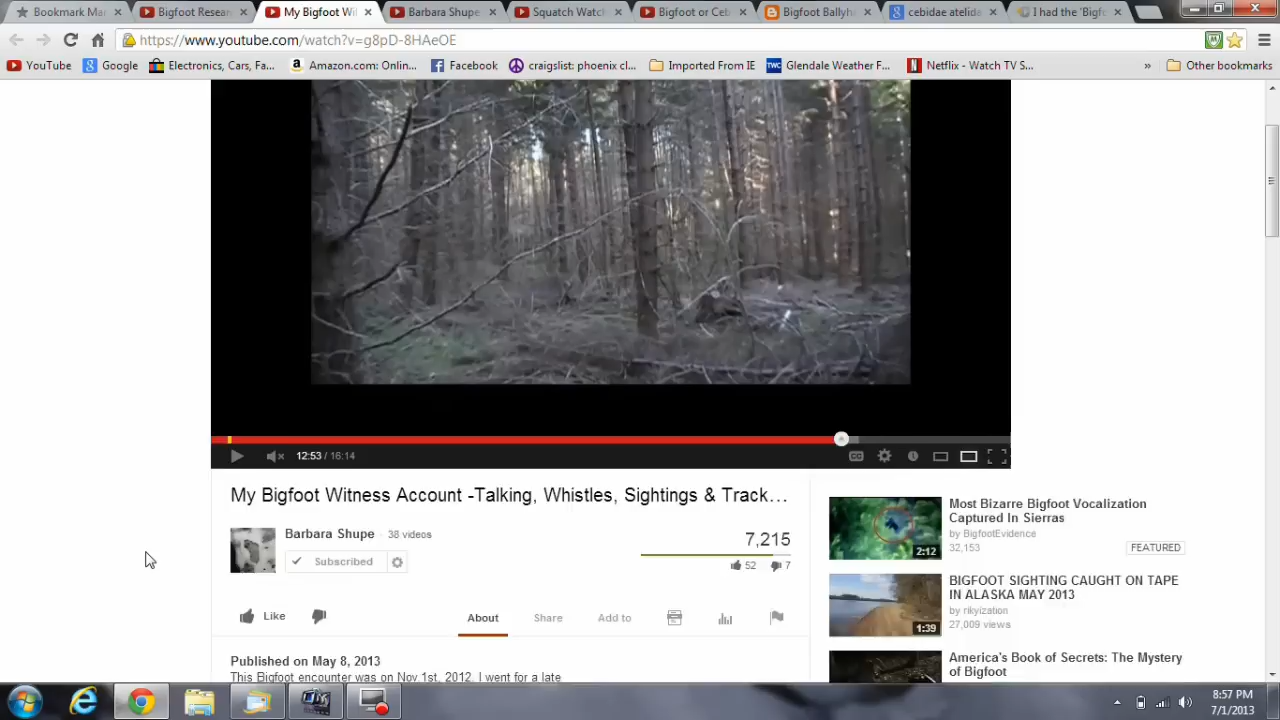 Bookmark Ma
Bigfoot Resear
My Bigfoot Wi
Barbara Shupe
Squatch Watc
Bigfoot or Ceb
Bigfoot Ballyh
cebidae atelida
I had the 'Bigfo
https://www.youtube.com/watch?v=g8pD-8HAeOE
YouTube
Google
Electronics, Cars, Fa...
Amazon.com: Onlin...
Facebook
craigslist: phoenix cl...
Imported From IE
Glendale Weather F...
Netflix - Watch TV S...
»
Other bookmarks
12:53 / 16:14
My Bigfoot Witness Account -Talking, Whistles, Sightings & Track...
Barbara Shupe · 38 videos
Subscribed
7,215
52
7
Like
About
Share
Add to
Published on May 8, 2013
This Bigfoot encounter was on Nov.1st, 2012. I went for a late
2:12
Most Bizarre Bigfoot Vocalization
Captured In Sierras
by BigfootEvidence
32,153
FEATURED
1:39
BIGFOOT SIGHTING CAUGHT ON TAPE
IN ALASKA MAY 2013
by rikyization
27,009 views
America's Book of Secrets: The Mystery
of Bigfoot
8:57 PM
7/1/2013